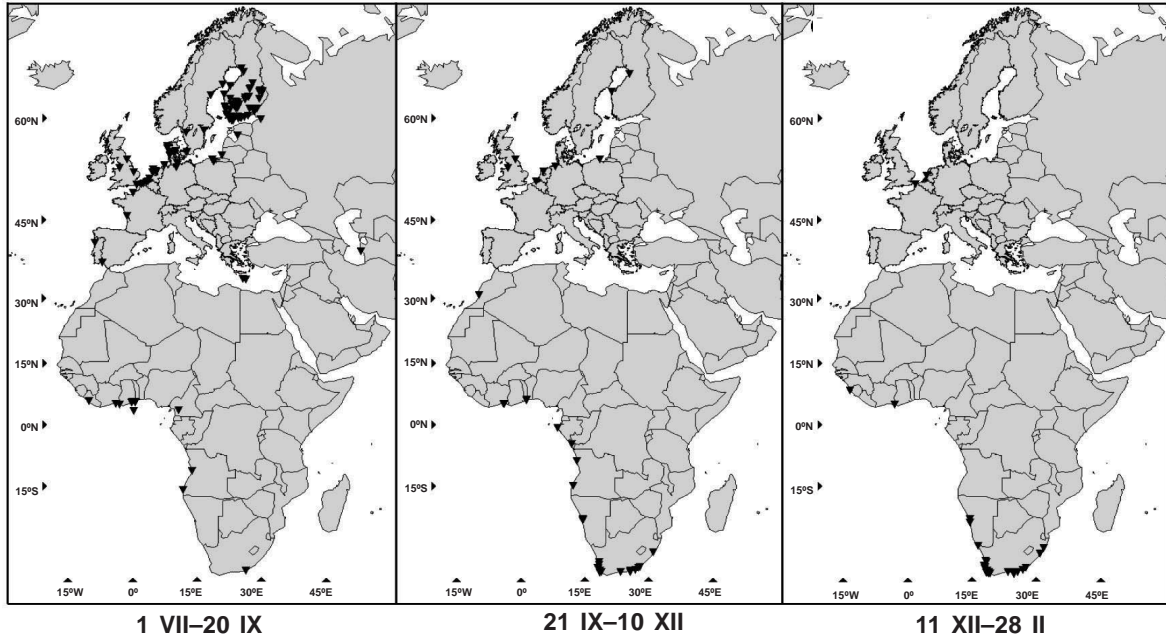 60ºN
45ºN
30ºN
15ºN
0ºN
15ºS
15ºW
0º
15ºE
30ºE
45ºE
1 VII–20 IX
60ºN
45ºN
30ºN
15ºN
0ºN
15ºS
15ºW
0º
15ºE
30ºE
45ºE
21 IX–10 XII
60ºN
45ºN
30ºN
15ºN
0ºN
15ºS
15ºW
0º
15ºE
30ºE
45ºE
11 XII–28 II